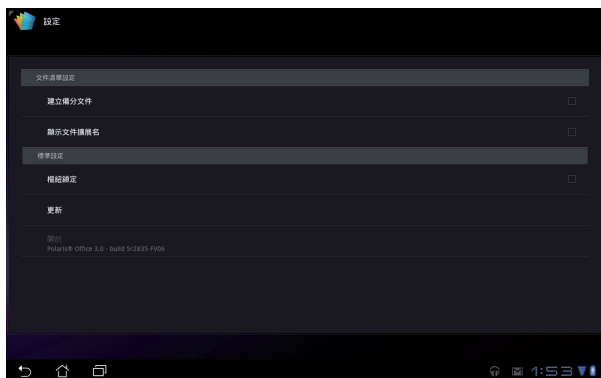 設定
文件清單設定
建立備分文件
顯示文件擴展名
標準設定
樞紐鎖定
更新
關於
Polaris® Office 3.0 - build 5r2835-FV06
1:53